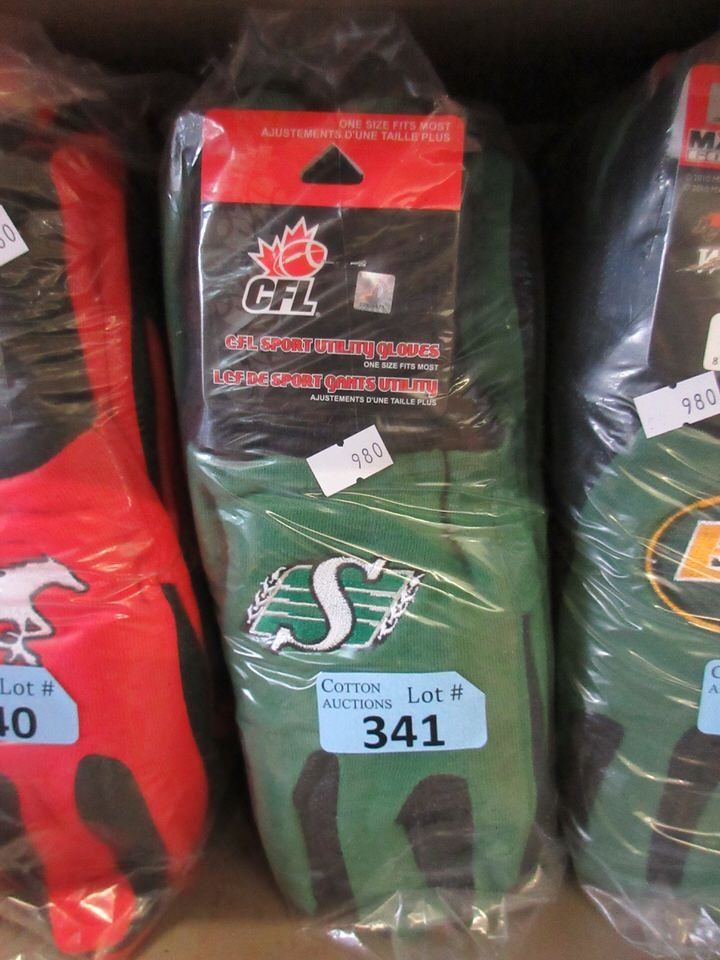 ONE SIZE FITS MOST
AJUSTEMENTS D'UNE TAILLE PLUS
CFL
CFL SPORT UTILITY GLOVES
ONE SIZE FITS MOST
LCF DE SPORT GANTS UTILITY
AJUSTEMENTS D'UNE TAILLE PLUS
980
S
COTTON
AUCTIONS
Lot #
341
Lot #
40
980